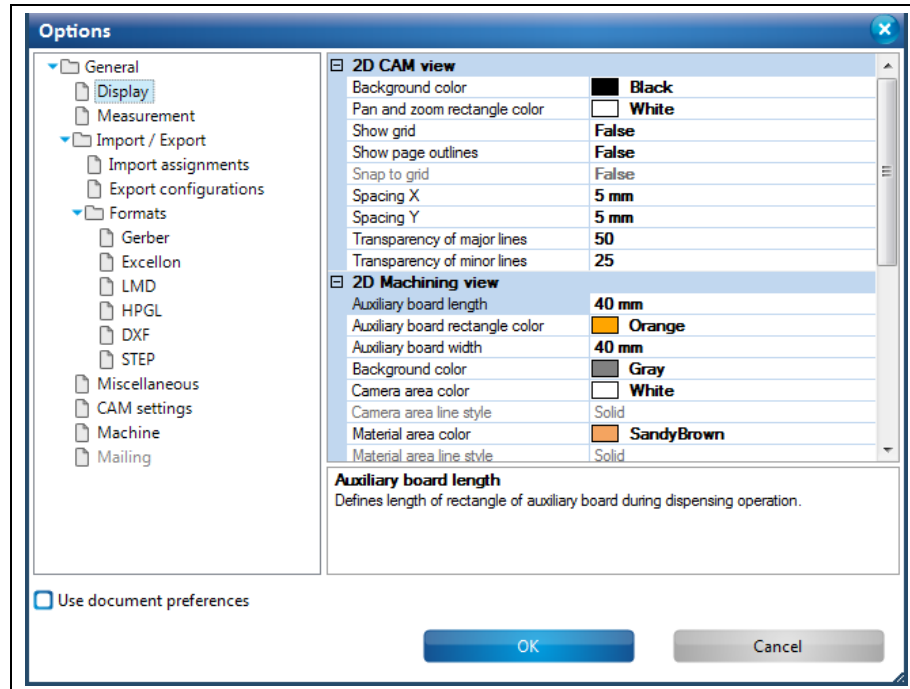 Options
General
Display
Measurement
Import / Export
Import assignments
Export configurations
Formats
Gerber
Excellon
LMD
HPGL
DXF
STEP
Miscellaneous
CAM settings
Machine
Mailing
2D CAM view
Background color Black
Pan and zoom rectangle color White
Show grid False
Show page outlines False
Snap to grid False
Spacing X 5 mm
Spacing Y 5 mm
Transparency of major lines 50
Transparency of minor lines 25
2D Machining view
Auxiliary board length 40 mm
Auxiliary board rectangle color Orange
Auxiliary board width 40 mm
Background color Gray
Camera area color White
Camera area line style Solid
Material area color SandyBrown
Material area line style Solid
Auxiliary board length
Defines length of rectangle of auxiliary board during dispensing operation.
Use document preferences
OK Cancel